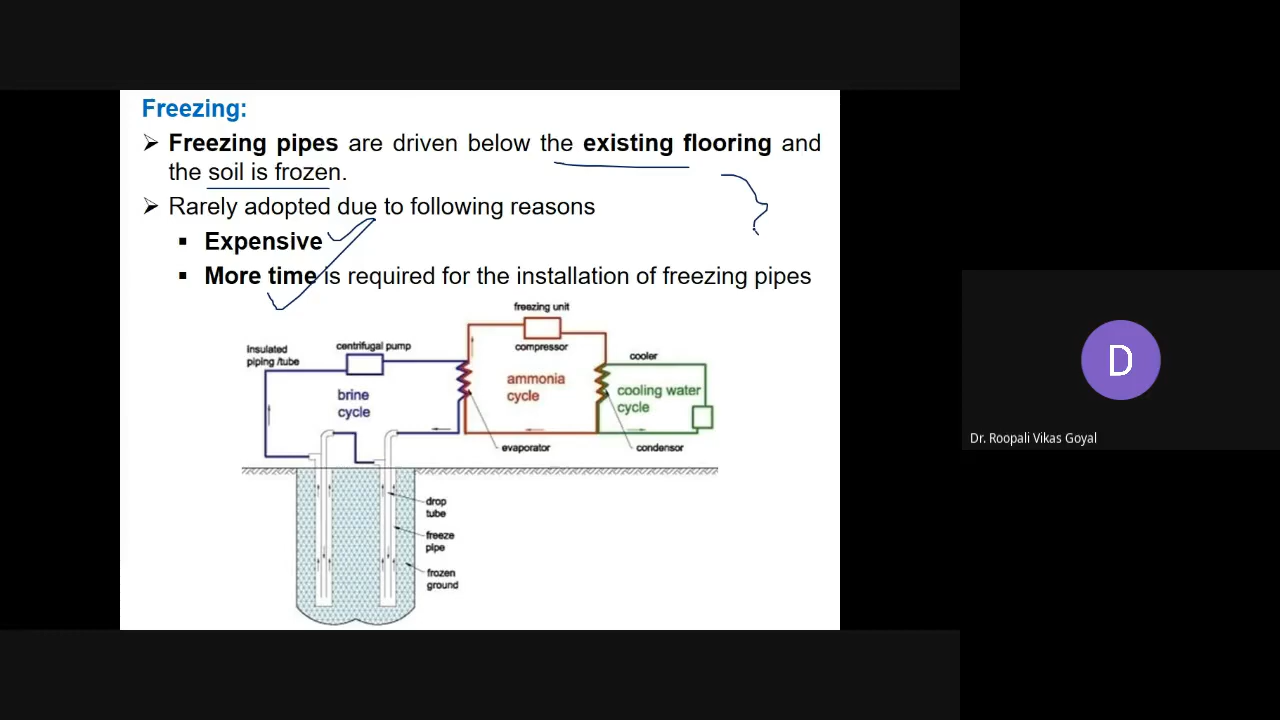 Freezing:
➢ Freezing pipes are driven below the existing flooring and
the soil is frozen.
➢ Rarely adopted due to following reasons
▪ Expensive
▪ More time is required for the installation of freezing pipes
freezing unit
compressor
centrifugal pump
insulated
piping /tube
cooler
brine
cycle
ammonia
cycle
cooling water
cycle
evaporator
condensor
drop
tube
freeze
pipe
frozen
ground
D
Dr. Roopali Vikas Goyal